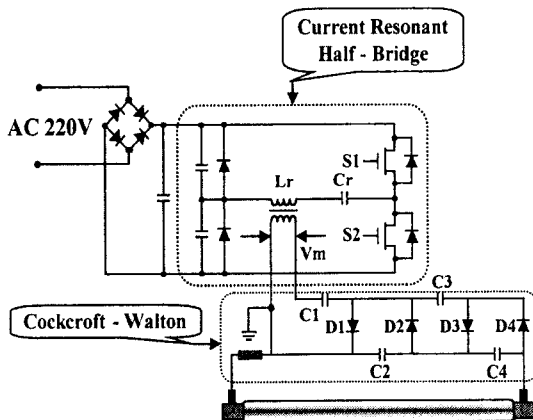 Current Resonant
Half - Bridge
AC 220V
S1
Lr
Cr
S2
Vm
C3
C1
Cockcroft - Walton
D1
D2
D3
D4
C2
C4